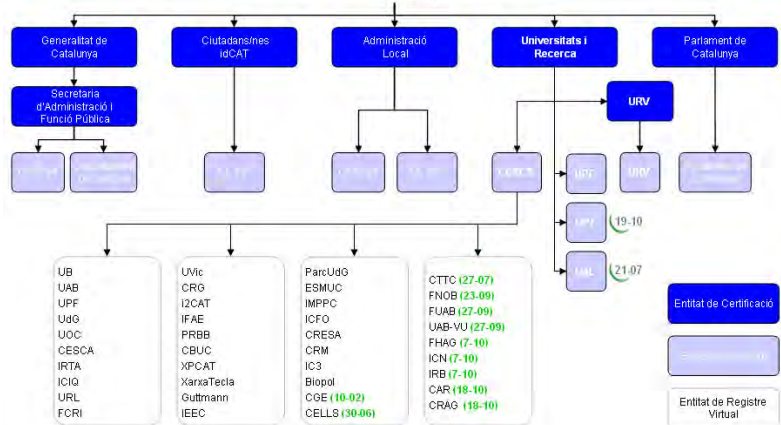 Generalitat de
Catalunya
Ciutadans/nes
idCAT
Administració
Local
Universitats i
Recerca
Parlament de
Catalunya
Secretaria
d'Administració i
Funció Pública
URV
CESCA
UPF
URV
19-10
21-07
UB
UAB
UPF
UdG
UOC
CESCA
IRTA
ICIQ
URL
FCRI
UVic
CRG
i2CAT
IFAE
PRBB
CBUC
XPCAT
XarxaTecla
Guttmann
IEEC
ParcUdG
ESMUC
IMPPC
ICFO
CRESA
CRM
IC3
Biopol
CGE (10-02)
CELLS (30-06)
CTTC (27-07)
FNOB (23-09)
FUAB (27-09)
UAB-VU (27-09)
FHAG (7-10)
ICN (7-10)
IRB (7-10)
CAR (18-10)
CRAG (18-10)
Entitat de Certificació
Entitat de Registre
Virtual